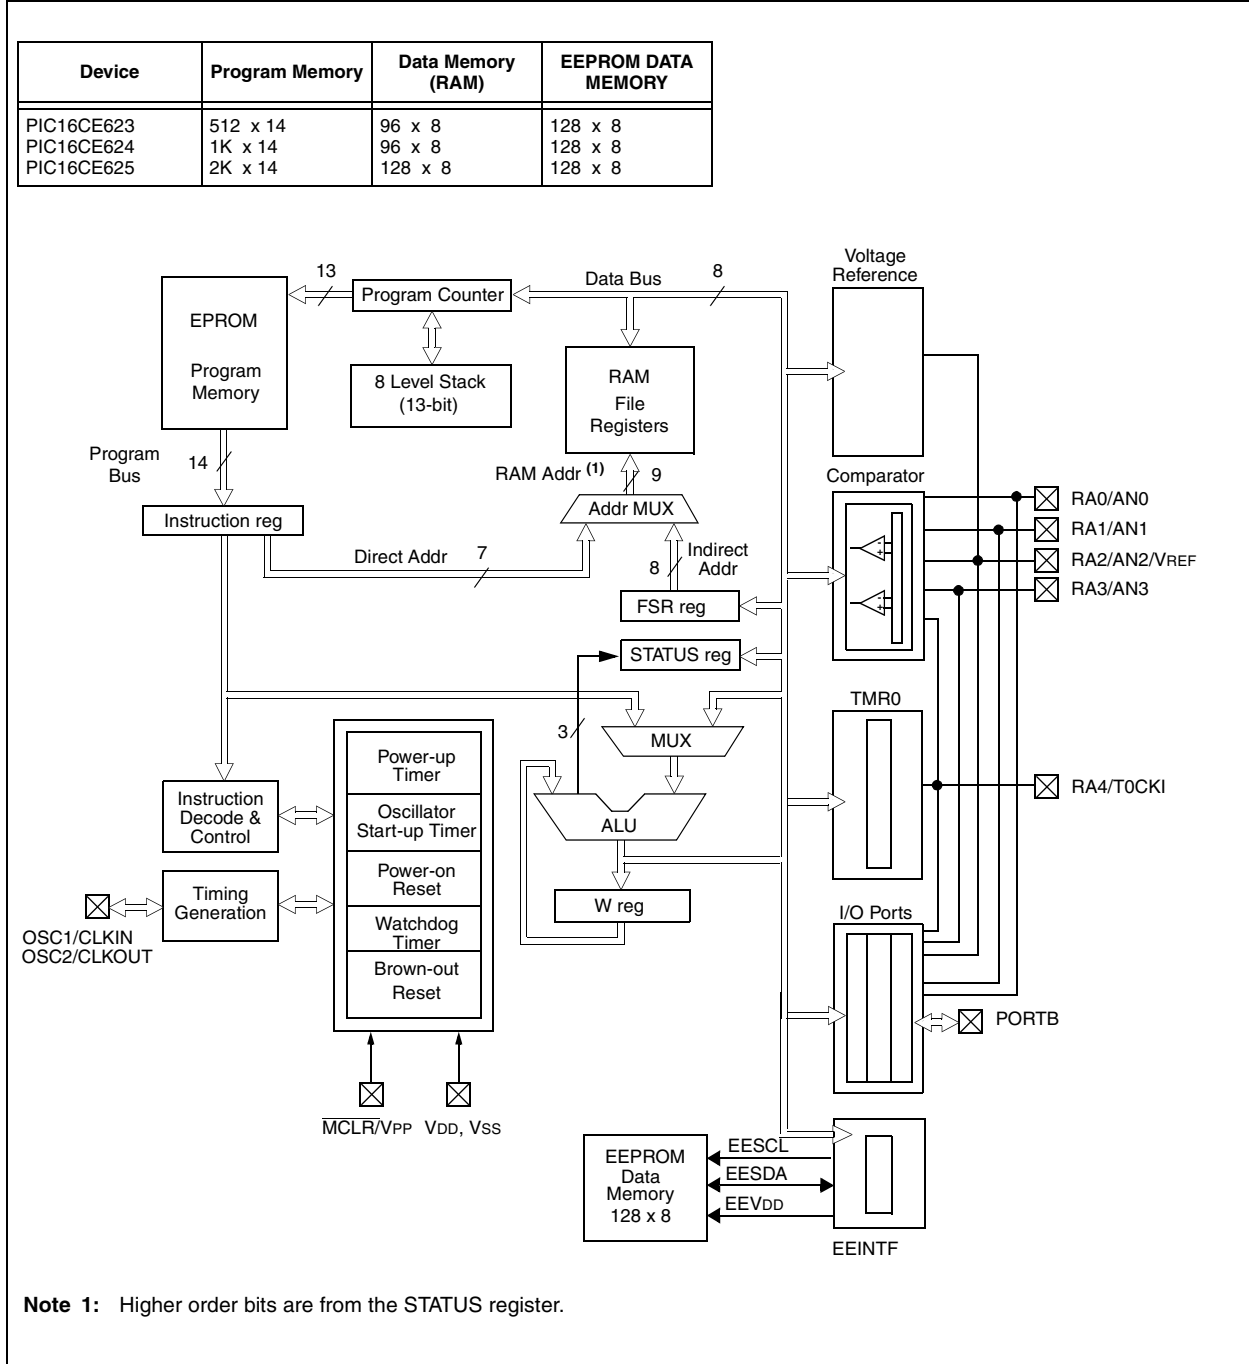 Device Program Memory Data Memory (RAM) EEPROM DATA MEMORY
PIC16CE623 512 x 14 96 x 8 128 x 8
PIC16CE624 1K x 14 96 x 8 128 x 8
PIC16CE625 2K x 14 128 x 8 128 x 8
Voltage
Reference
13
Data Bus
8
Program Counter
EPROM
Program
Memory
8 Level Stack
(13-bit)
RAM
File
Registers
Program
Bus
14
RAM Addr (1)
9
Comparator
RA0/AN0
Instruction reg
Addr MUX
RA1/AN1
Direct Addr
7
8
Indirect
Addr
-
+
RA2/AN2/VREF
RA3/AN3
FSR reg
-
+
STATUS reg
TMR0
3
MUX
Power-up
Timer
Instruction
Decode &
Control
Oscillator
Start-up Timer
ALU
RA4/T0CKI
Power-on
Reset
Timing
Generation
W reg
Watchdog
Timer
I/O Ports
OSC1/CLKIN
OSC2/CLKOUT
Brown-out
Reset
PORTB
MCLR/VPP
VDD, VSS
EEPROM
Data
Memory
128 x 8
EESCL
EESDA
EEVDD
EEINTF
Note 1: Higher order bits are from the STATUS register.